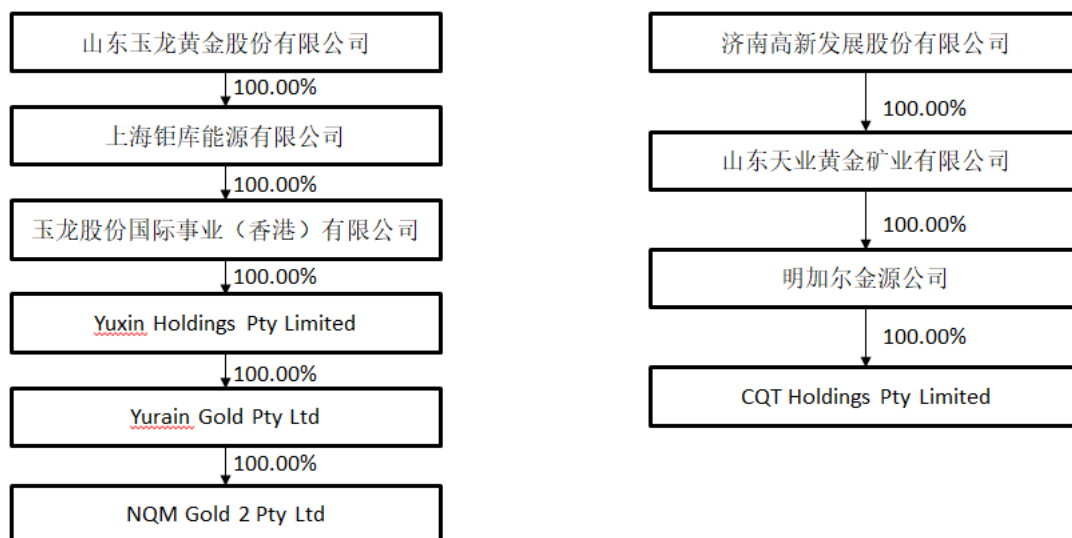 山东玉龙黄金股份有限公司
100.00%
上海钜库能源有限公司
100.00%
玉龙股份国际事业（香港）有限公司
100.00%
Yuxin Holdings Pty Limited
100.00%
Yurain Gold Pty Ltd
100.00%
NQM Gold 2 Pty Ltd
济南高新发展股份有限公司
100.00%
山东天业黄金矿业有限公司
100.00%
明加尔金源公司
100.00%
CQT Holdings Pty Limited